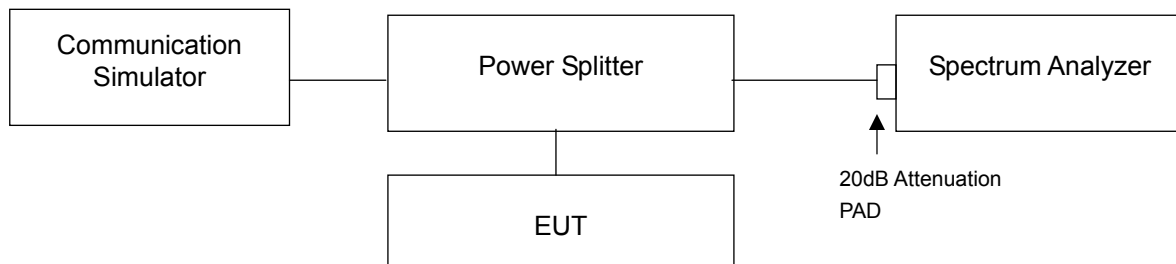 Communication
Simulator
Power Splitter
Spectrum Analyzer
20dB Attenuation
PAD
EUT